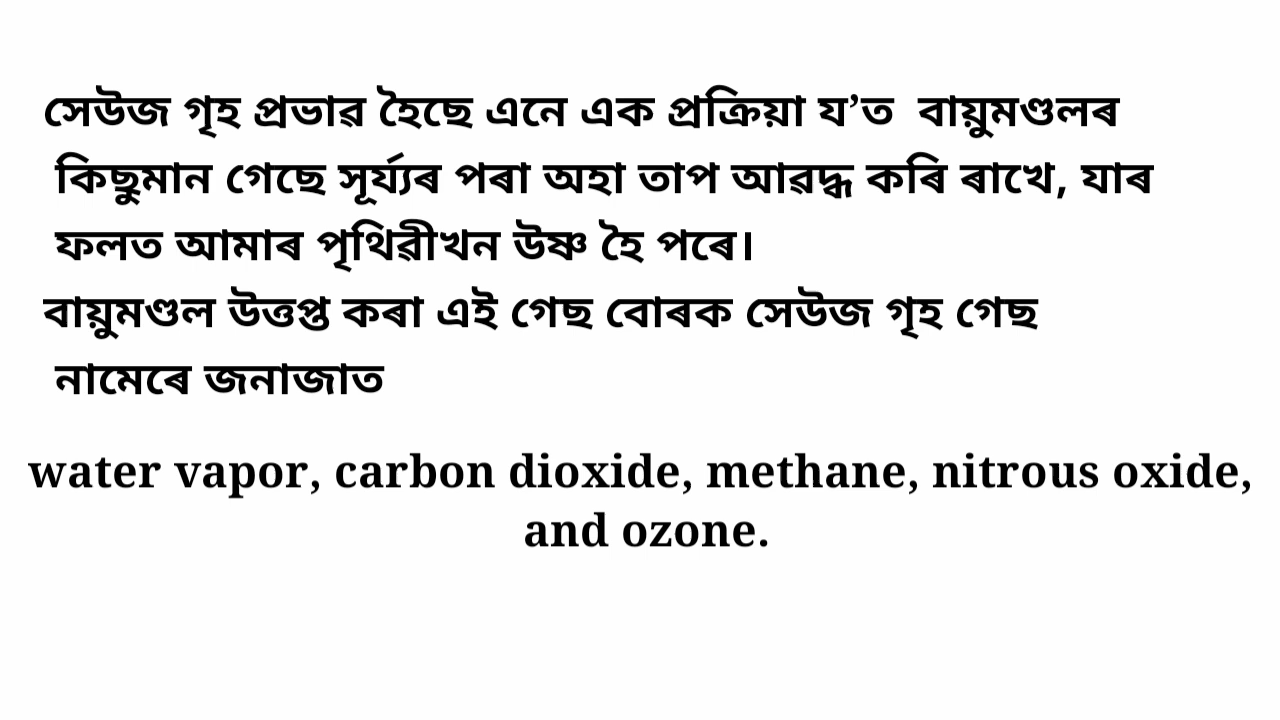 সেউজ গৃহ প্ৰভাৱ হৈছে এনে এক প্ৰক্ৰিয়া য’ত বায়ুমণ্ডলৰ
কিছুমান গেছে সূৰ্য্যৰ পৰা অহা তাপ আৱদ্ধ কৰি ৰাখে, যাৰ
ফলত আমাৰ পৃথিৱীখন উষ্ণ হৈ পৰে।
বায়ুমণ্ডল উত্তপ্ত কৰা এই গেছ বোৰক সেউজ গৃহ গেছ
নামেৰে জনাজাত
water vapor, carbon dioxide, methane, nitrous oxide,
and ozone.